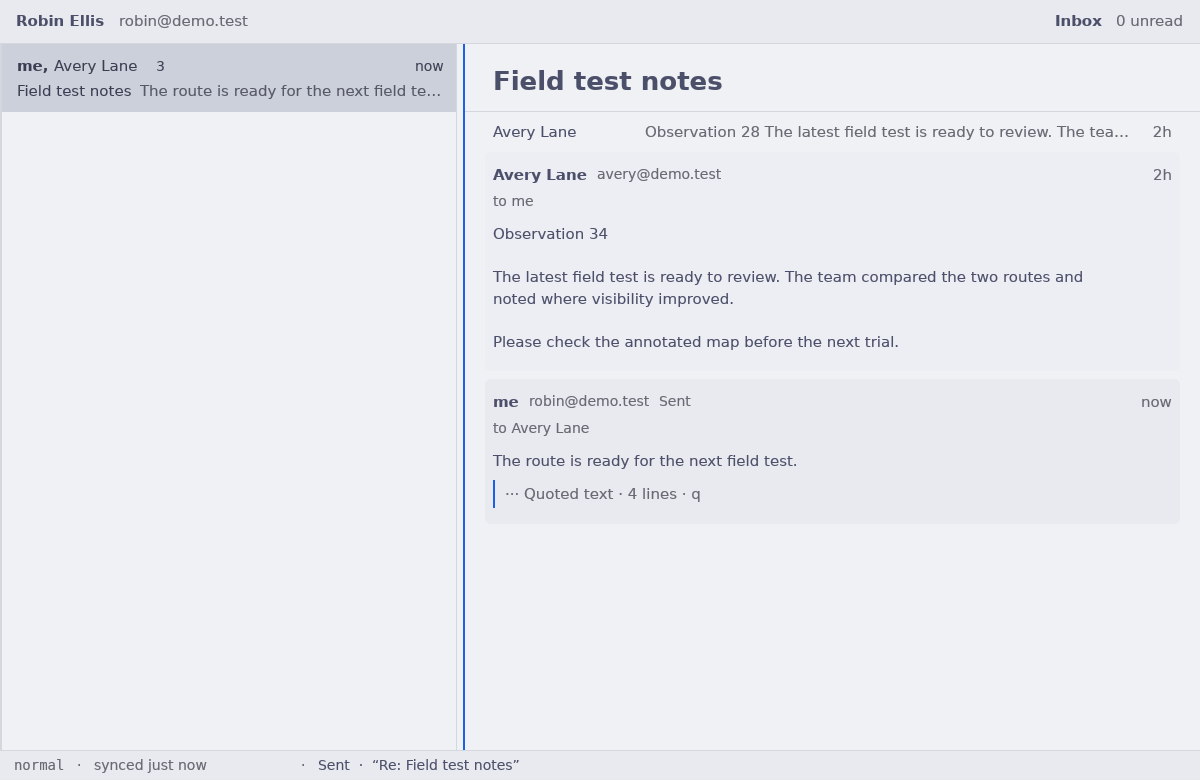 Robin Ellis robin@demo.test
Inbox 0 unread
me, Avery Lane 3 now
Field test notes The route is ready for the next field te…
Field test notes
Avery Lane Observation 28 The latest field test is ready to review. The tea… 2h
Avery Lane avery@demo.test 2h
to me
Observation 34
The latest field test is ready to review. The team compared the two routes and
noted where visibility improved.
Please check the annotated map before the next trial.
me robin@demo.test Sent now
to Avery Lane
The route is ready for the next field test.
··· Quoted text · 4 lines · q
normal · synced just now · Sent · “Re: Field test notes”